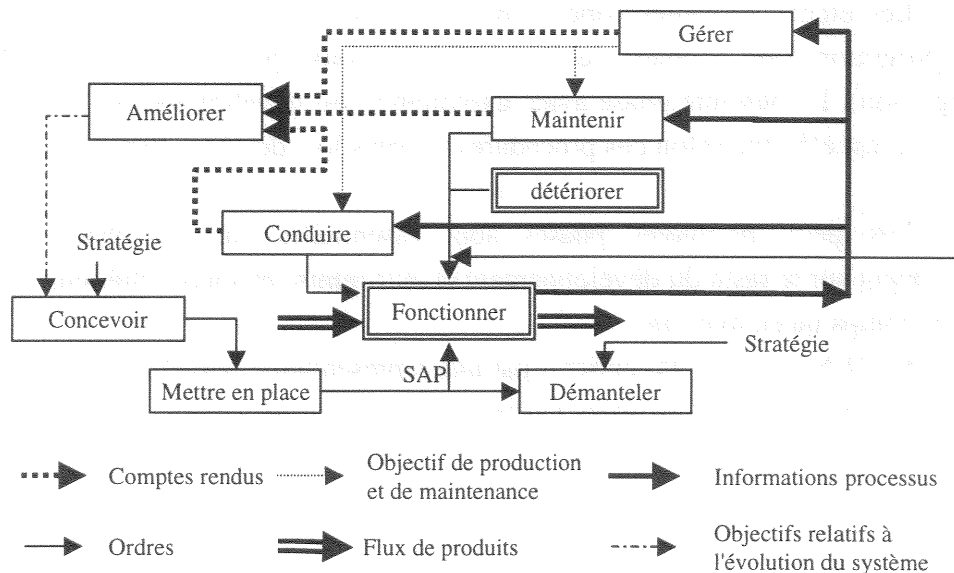 Gérer
Améliorer
Maintenir
détériorer
Conduire
Stratégie
Concevoir
Fonctionner
Stratégie
SAP
Mettre en place
Démanteler
Comptes rendus
Objectif de production
et de maintenance
Informations processus
Ordres
Flux de produits
Objectifs relatifs à
l'évolution du système